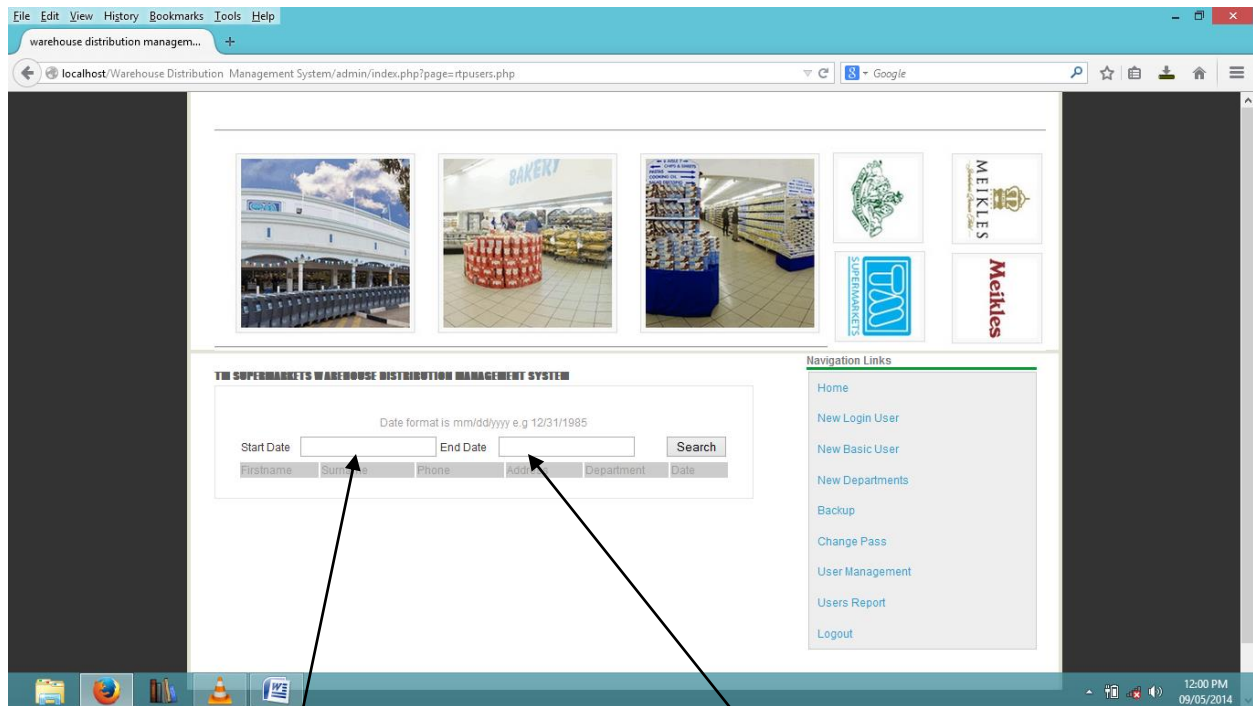 File Edit View History Bookmarks Tools Help
warehouse distribution managem... +
localhost/Warehouse Distribution Management System/admin/index.php?page=rtpusers.php
Google
BAKERY
MEIKLES
TM
SUPERMARKETS
Meikles
TM SUPERMARKETS WAREHOUSE DISTRIBUTION MANAGEMENT SYSTEM
Date format is mm/dd/yyyy e.g 12/31/1985
Start Date End Date Search
Firstname Surname Phone Address Department Date
Navigation Links
Home
New Login User
New Basic User
New Departments
Backup
Change Pass
User Management
Users Report
Logout
12:00 PM
09/05/2014